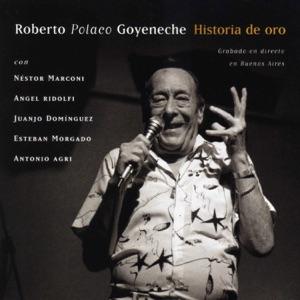 Roberto Polaco Goyeneche Historia de oro
Grabado en directo
en Buenos Aires
con
NÉSTOR MARCONI
ANGEL RIDOLFI
JUANJO DOMÍNGUEZ
ESTEBAN MORGADO
ANTONIO AGRI